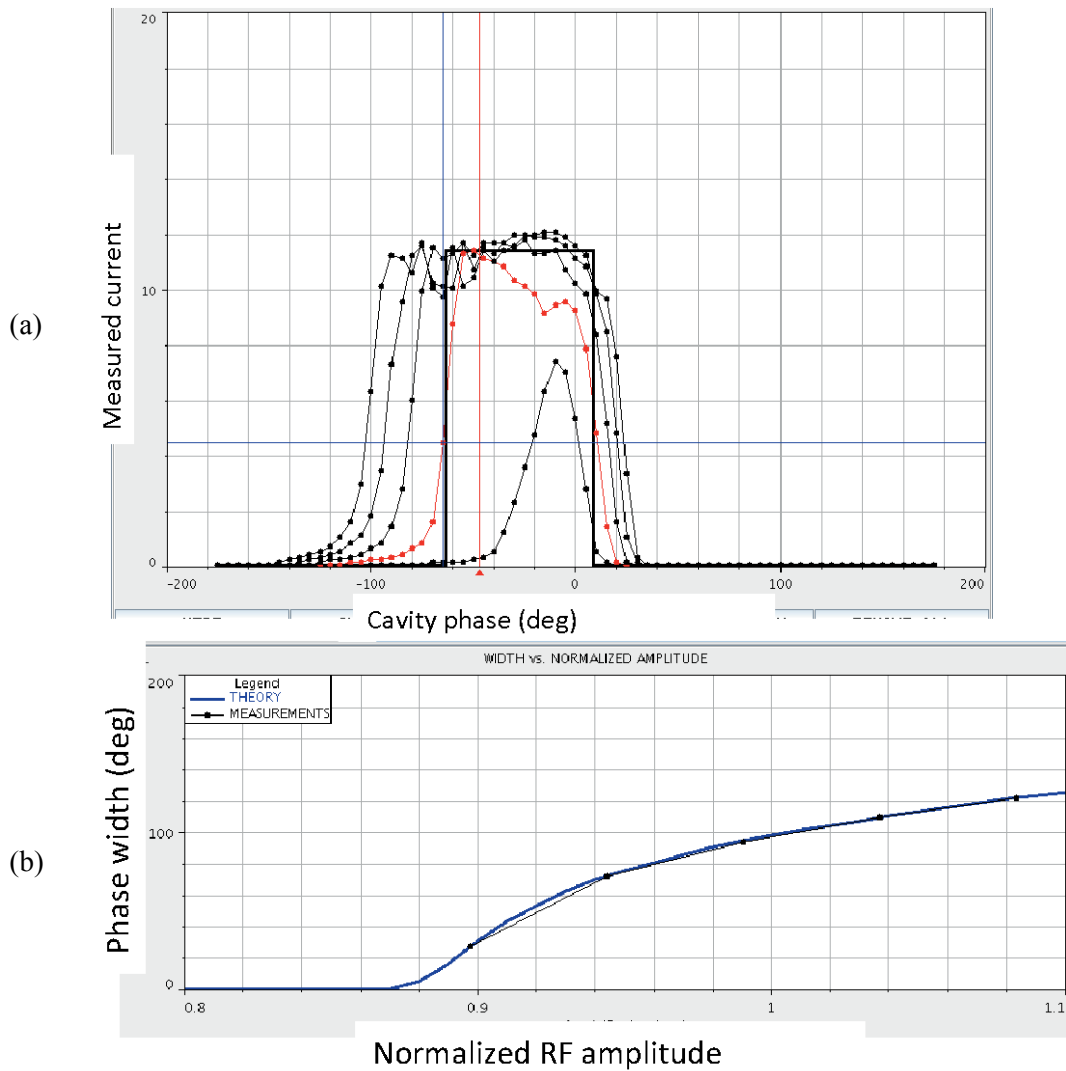 20
10
0
-200
-100
0
100
200
Measured current
(a)
Cavity phase (deg)
WIDTH vs. NORMALIZED AMPLITUDE
200
100
0
Legend
THEORY
MEASUREMENTS
Phase width (deg)
(b)
0.8
0.9
1
1.1
Normalized RF amplitude